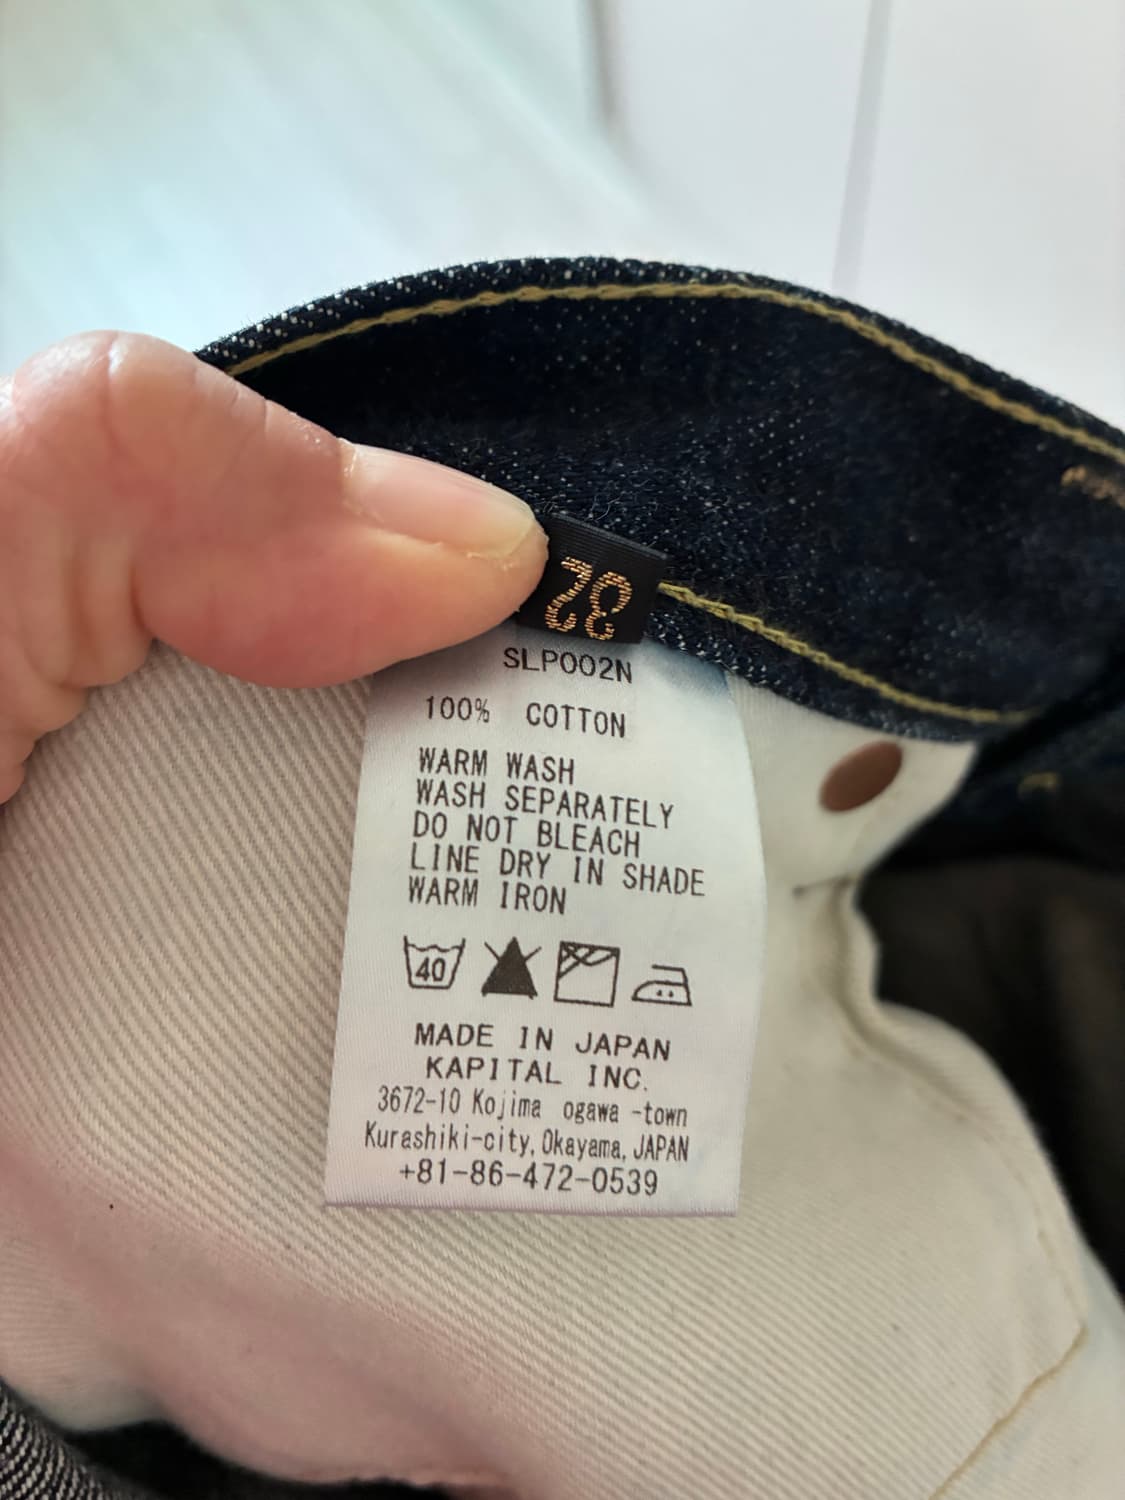 32
SLP002N
100% COTTON
WARM WASH
WASH SEPARATELY
DO NOT BLEACH
LINE DRY IN SHADE
WARM IRON
40
MADE IN JAPAN
KAPITAL INC.
3672-10 Kojima ogawa -town
Kurashiki-city, Okayama, JAPAN
+81-86-472-0539